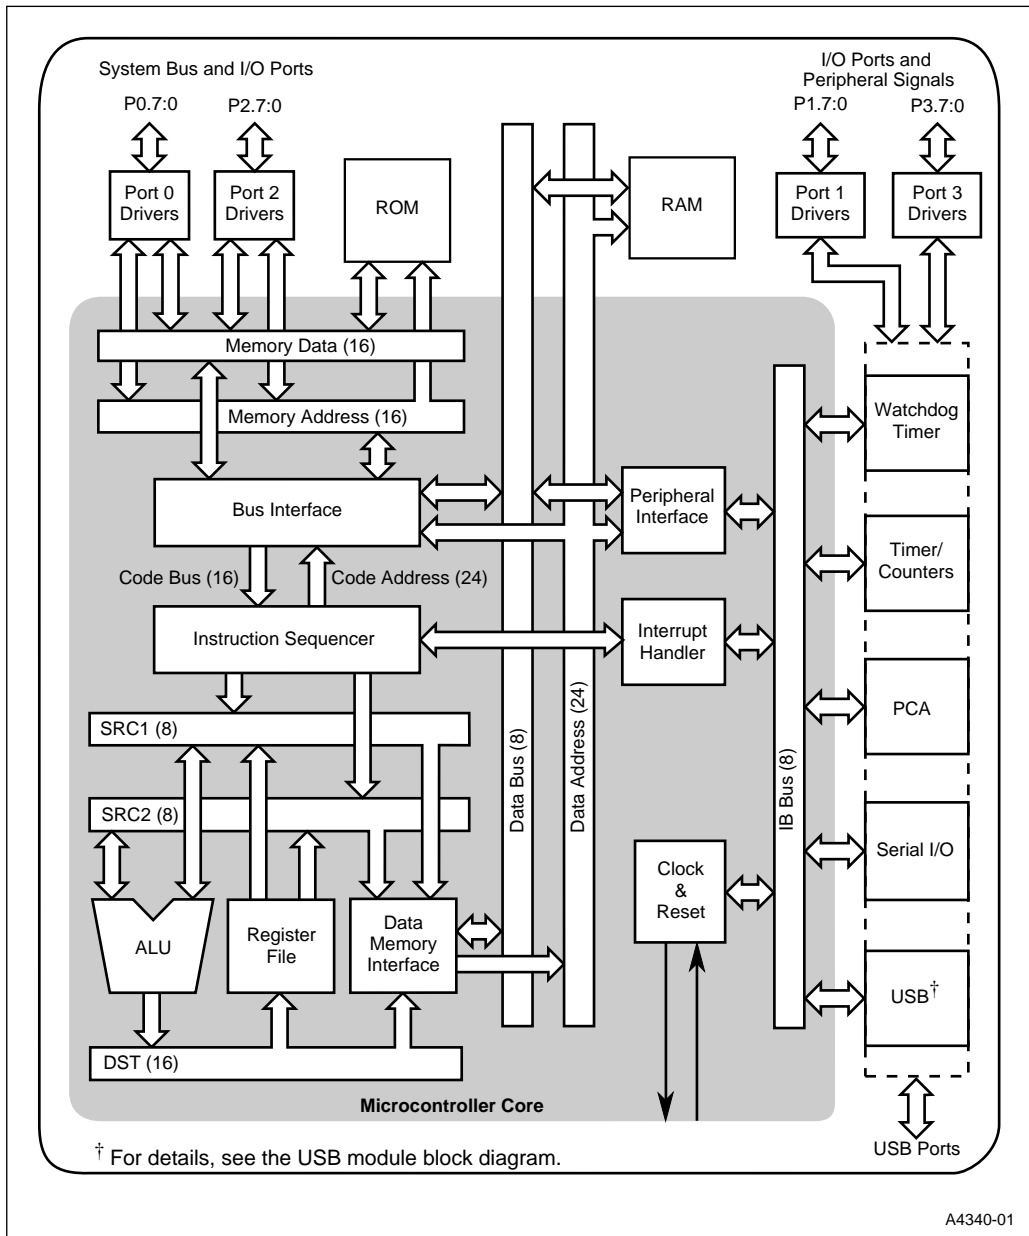 System Bus and I/O Ports
I/O Ports and
Peripheral Signals
P0.7:0
P2.7:0
P1.7:0
P3.7:0
Port 0
Drivers
Port 2
Drivers
ROM
RAM
Port 1
Drivers
Port 3
Drivers
Memory Data (16)
Memory Address (16)
Watchdog
Timer
Bus Interface
Peripheral
Interface
Code Bus (16)
Code Address (24)
Timer/
Counters
Instruction Sequencer
Interrupt
Handler
SRC1 (8)
PCA
Data Bus (8)
Data Address (24)
IB Bus (8)
SRC2 (8)
Clock
&
Reset
Serial I/O
ALU
Register
File
Data
Memory
Interface
USB†
DST (16)
Microcontroller Core
USB Ports
† For details, see the USB module block diagram.
A4340-01